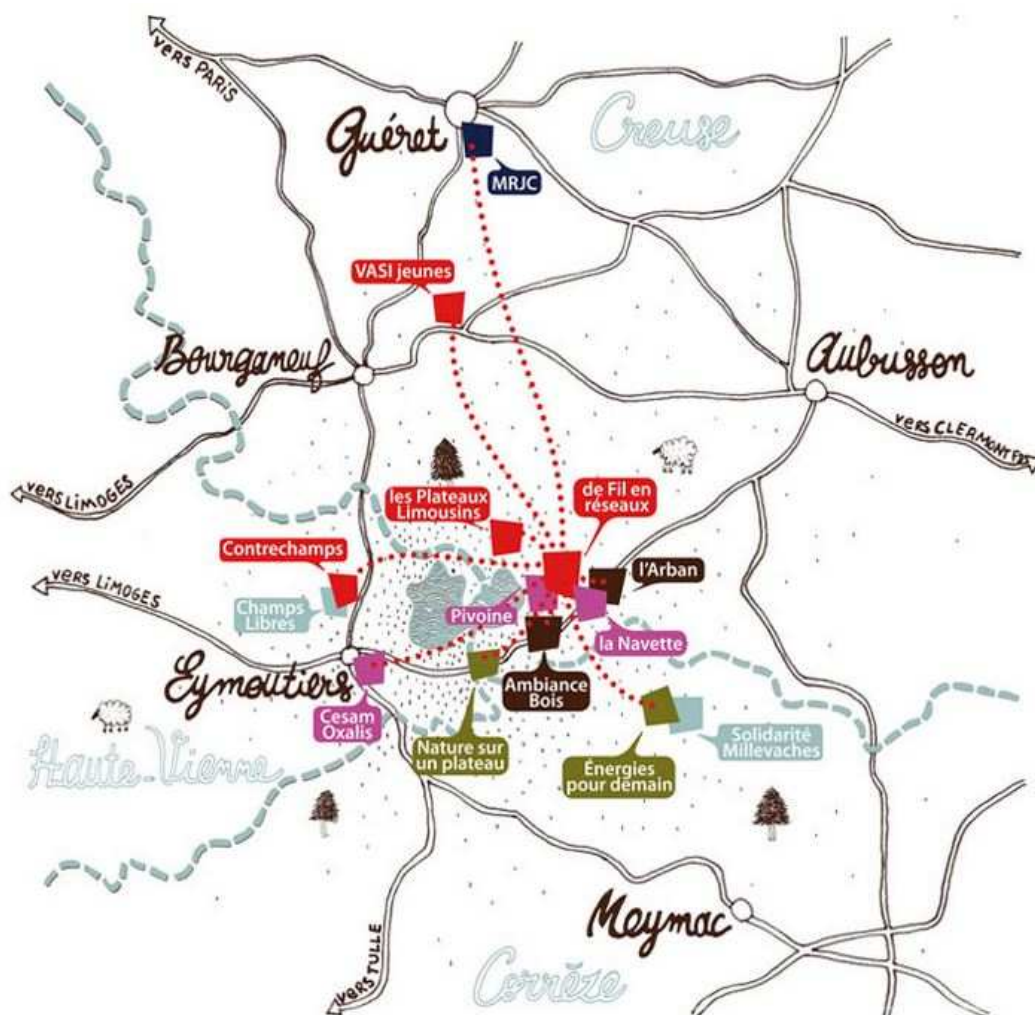 vers PARIS
Guéret
Creuse
MRJC
VASI jeunes
Bourganeuf
Aubusson
vers CLERMONT FD
vers LIMOGES
les Plateaux
Limousins
de Fil en
réseaux
Contrechamps
l'Arban
vers LIMOGES
Champs
Libres
Pivoine
la Navette
Eymoutiers
Ambiance
Bois
Cesam
Oxalis
Nature sur
un plateau
Solidarité
Millevaches
Haute-Vienne
Énergies
pour demain
Meymac
vers TULLE
Corrèze